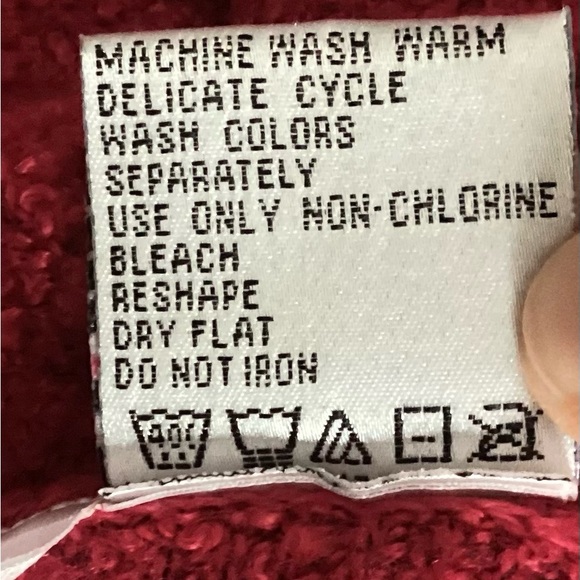 MACHINE WASH WARM
DELICATE CYCLE
WASH COLORS
SEPARATELY
USE ONLY NON-CHLORINE
BLEACH
RESHAPE
DRY FLAT
DO NOT IRON
40C